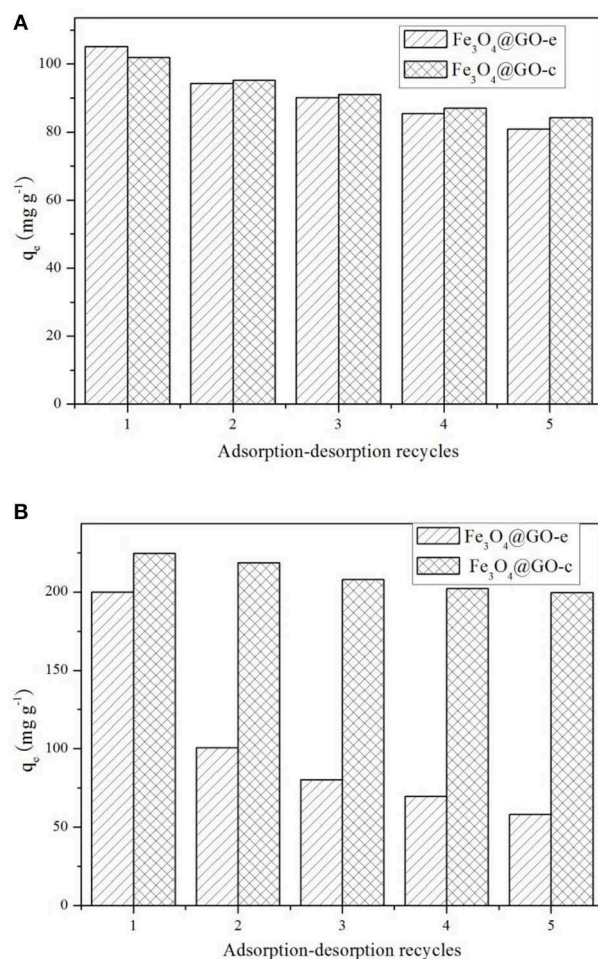 A
Fe₃O₄@GO-e
Fe₃O₄@GO-c
100
80
60
40
20
0
qₑ (mg g⁻¹)
1 2 3 4 5
Adsorption-desorption recycles
B
Fe₃O₄@GO-e
Fe₃O₄@GO-c
200
150
100
50
0
qₑ (mg g⁻¹)
1 2 3 4 5
Adsorption-desorption recycles